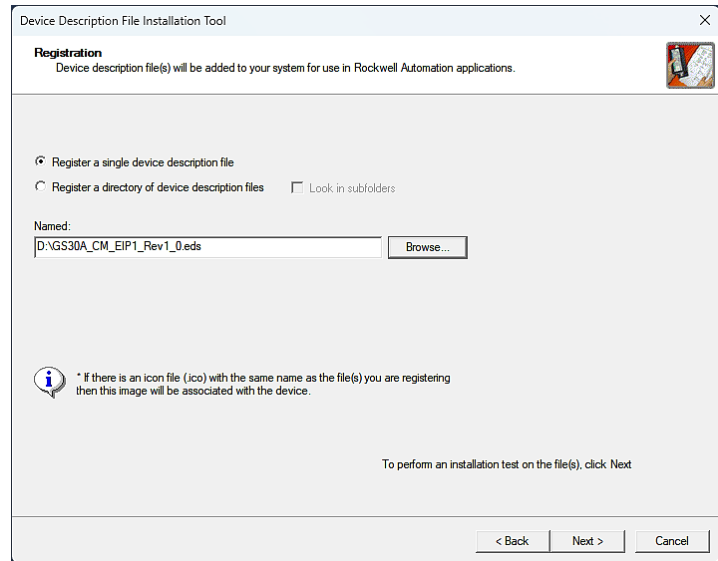 Device Description File Installation Tool
Registration
Device description file(s) will be added to your system for use in Rockwell Automation applications.
Register a single device description file
Register a directory of device description files
Look in subfolders
Named:
D:\GS30A_CM_EIP1_Rev1_0.eds
Browse...
* If there is an icon file (.ico) with the same name as the file(s) you are registering
then this image will be associated with the device.
To perform an installation test on the file(s), click Next
< Back
Next >
Cancel